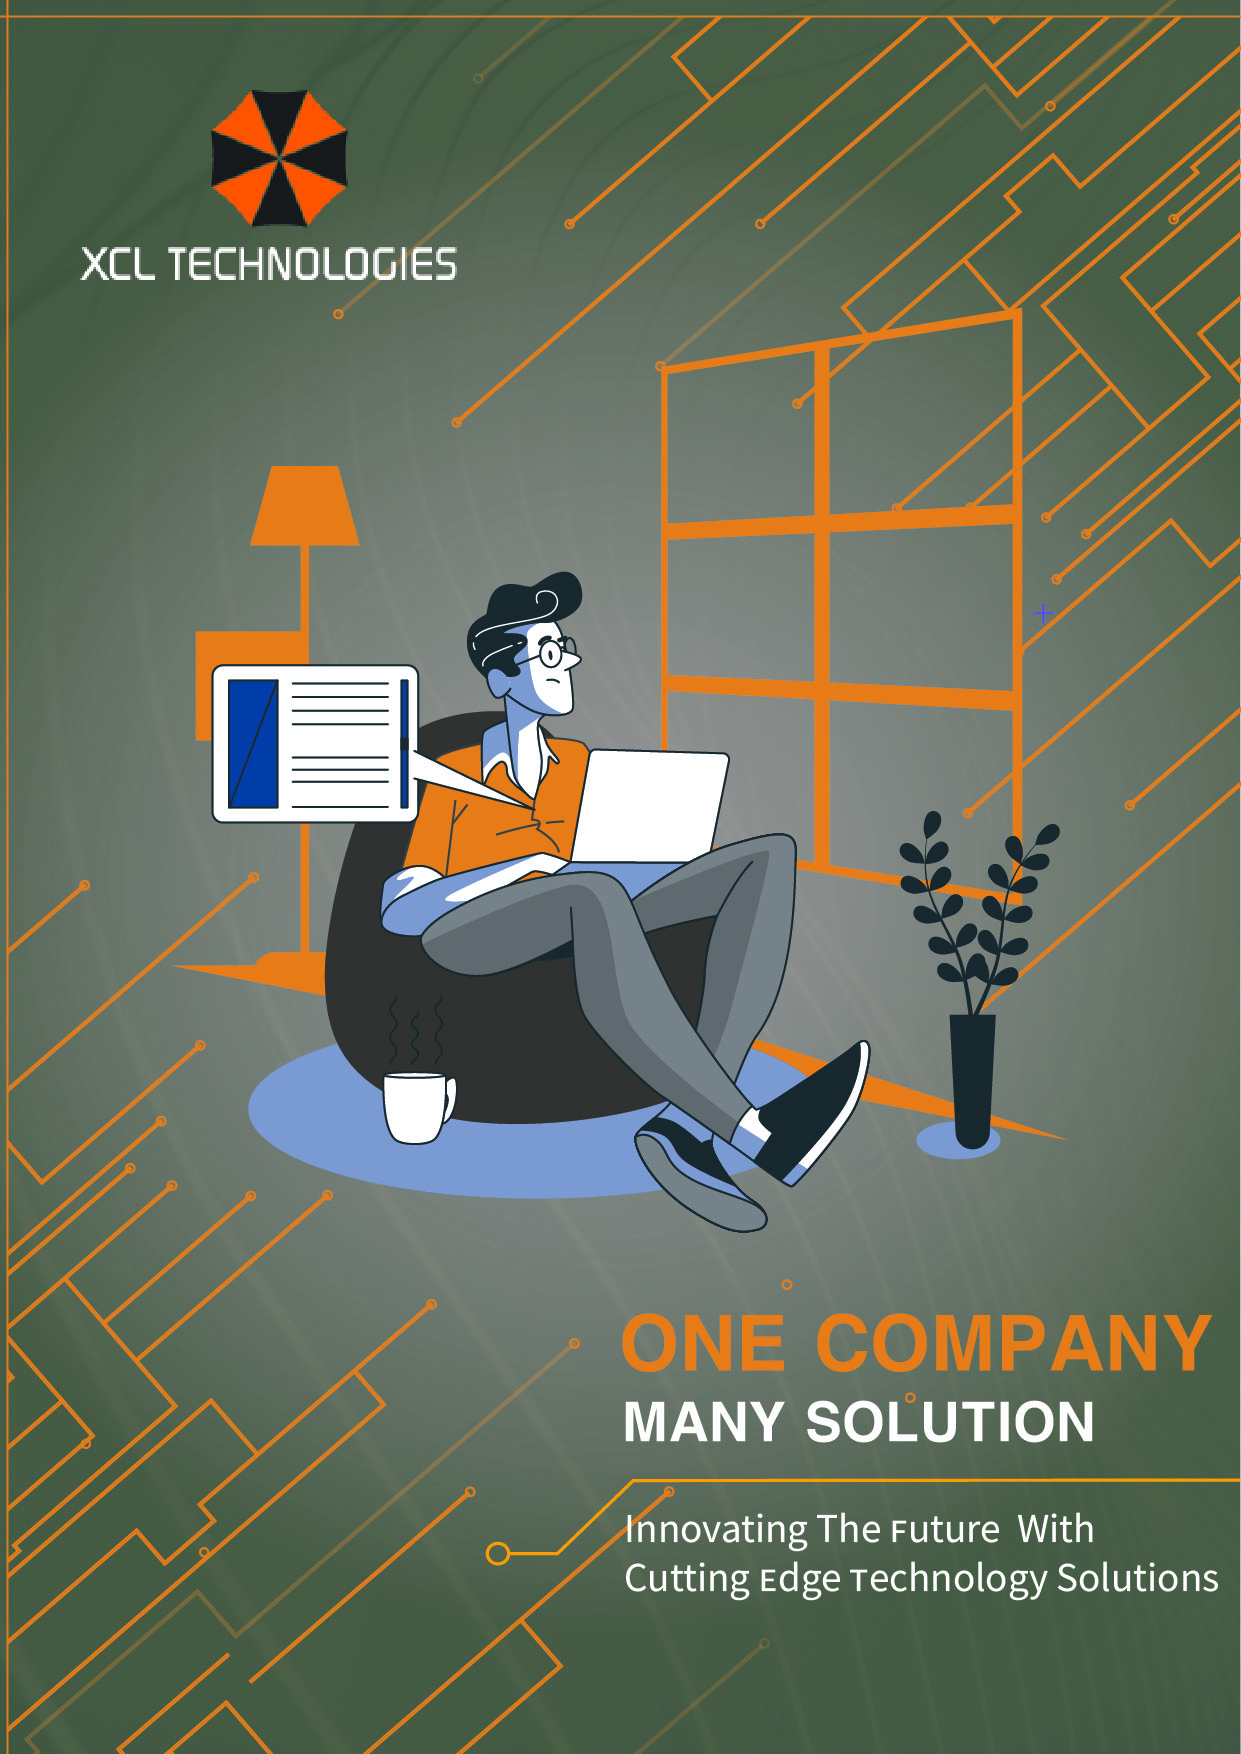 XCL TECHNOLOGIES
ONE COMPANY
MANY SOLUTION
Innovating The Future With
Cutting Edge Technology Solutions